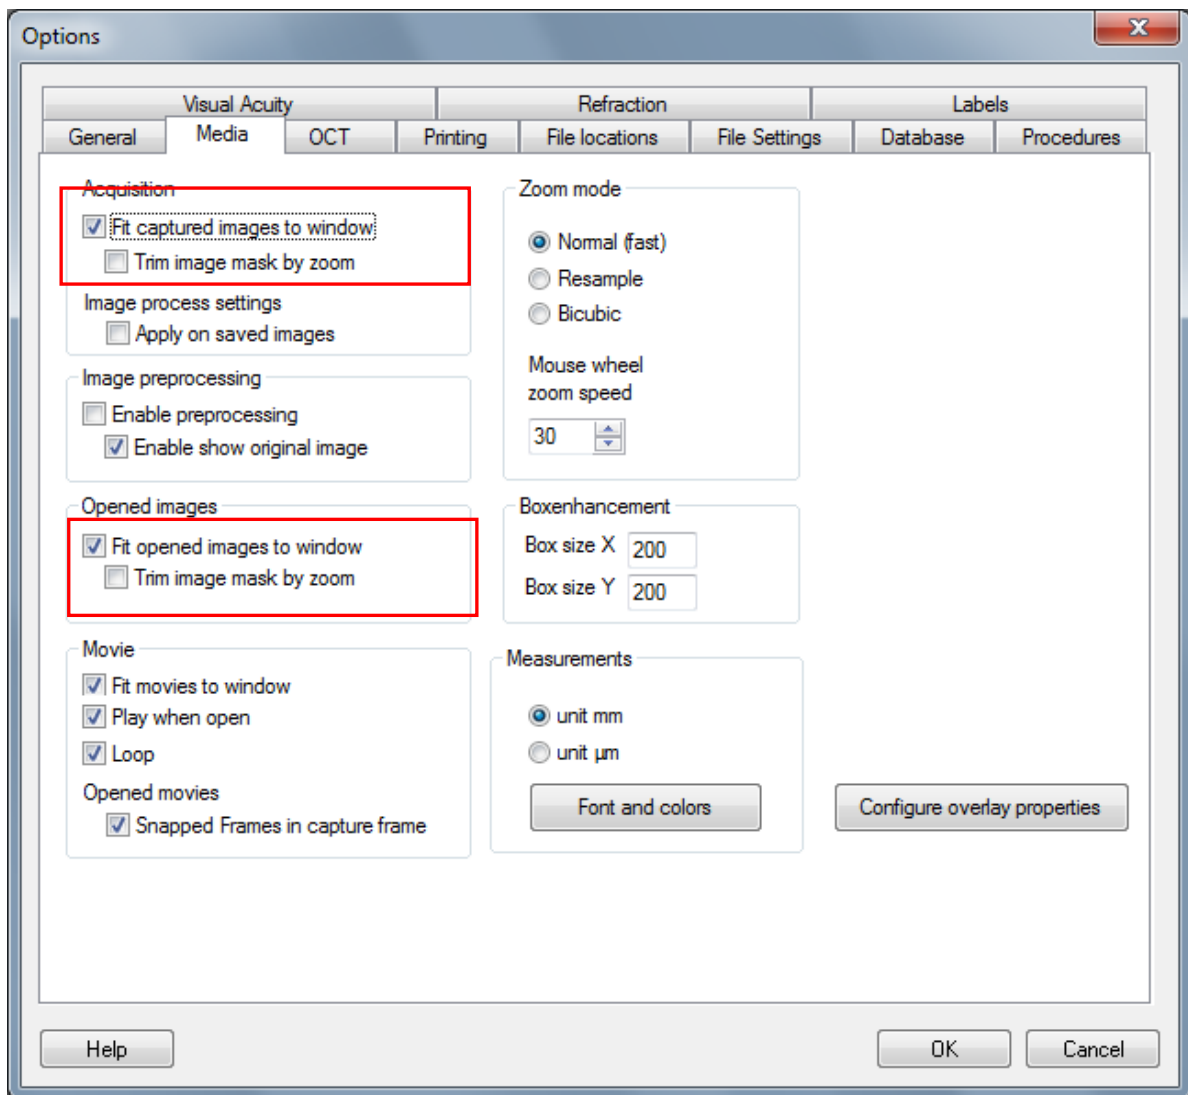 Options
X
Visual Acuity
Refraction
Labels
General
Media
OCT
Printing
File locations
File Settings
Database
Procedures
Acquisition
Fit captured images to window
Trim image mask by zoom
Image process settings
Apply on saved images
Image preprocessing
Enable preprocessing
Enable show original image
Opened images
Fit opened images to window
Trim image mask by zoom
Movie
Fit movies to window
Play when open
Loop
Opened movies
Snapped Frames in capture frame
Zoom mode
Normal (fast)
Resample
Bicubic
Mouse wheel
zoom speed
30
Boxenhancement
Box size X 200
Box size Y 200
Measurements
unit mm
unit µm
Font and colors
Configure overlay properties
Help
OK
Cancel